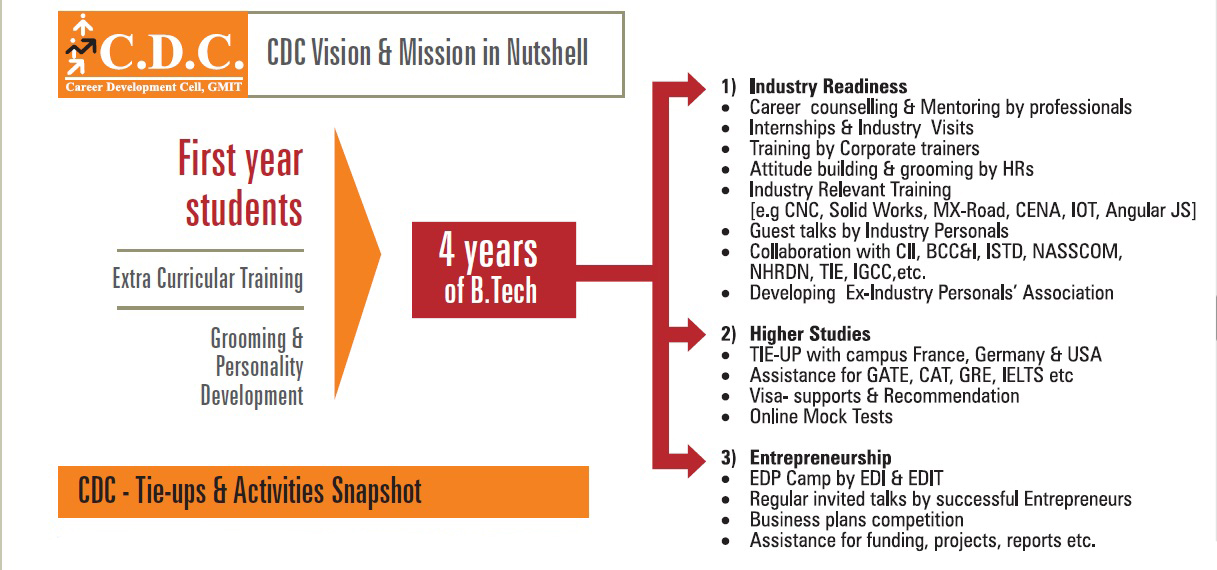 C.D.C.
Career Development Cell, GMIT
CDC Vision & Mission in Nutshell
First year
students
Extra Curricular Training
Grooming &
Personality
Development
4 years
of B.Tech
1) Industry Readiness
• Career counselling & Mentoring by professionals
• Internships & Industry Visits
• Training by Corporate trainers
• Attitude building & grooming by HRs
• Industry Relevant Training
[e.g CNC, Solid Works, MX-Road, CENA, IOT, Angular JS]
• Guest talks by Industry Personals
• Collaboration with CII, BCC&I, ISTD, NASSCOM,
NHRDN, TIE, IGCC,etc.
• Developing Ex-Industry Personals' Association
2) Higher Studies
• TIE-UP with campus France, Germany & USA
• Assistance for GATE, CAT, GRE, IELTS etc
• Visa- supports & Recommendation
• Online Mock Tests
3) Entrepreneurship
• EDP Camp by EDI & EDIT
• Regular invited talks by successful Entrepreneurs
• Business plans competition
• Assistance for funding, projects, reports etc.
CDC - Tie-ups & Activities Snapshot